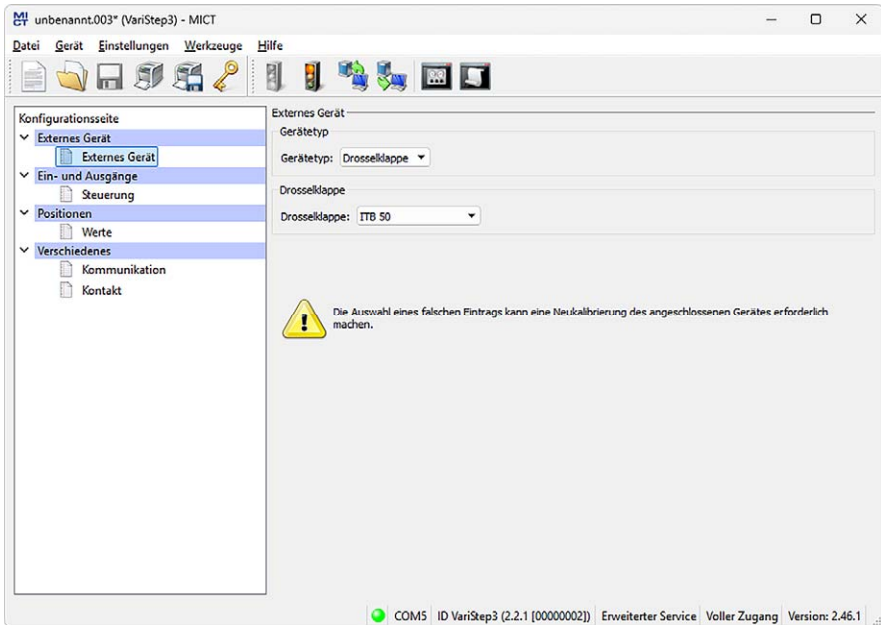 MICT
unbenannt.003* (VariStep3) - MICT
Datei Gerät Einstellungen Werkzeuge Hilfe
Konfigurationsseite
Externes Gerät
Externes Gerät
Ein- und Ausgänge
Steuerung
Positionen
Werte
Verschiedenes
Kommunikation
Kontakt
Externes Gerät
Gerätetyp
Gerätetyp: Drosselklappe
Drosselklappe
Drosselklappe: ITB 50
Die Auswahl eines falschen Eintrags kann eine Neukalibrierung des angeschlossenen Gerätes erforderlich
machen.
COM5 ID VariStep3 (2.2.1 [00000002]) Erweiterter Service Voller Zugang Version: 2.46.1